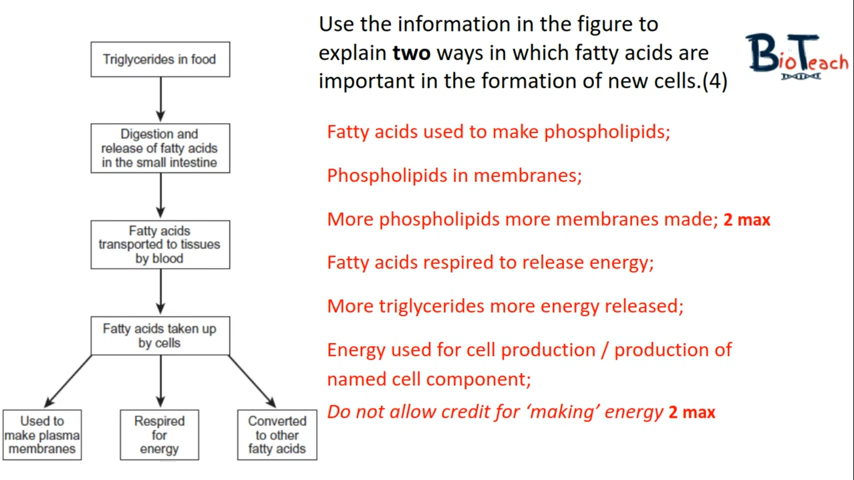 Use the information in the figure to
explain two ways in which fatty acids are
important in the formation of new cells.(4)
BioTeach
Triglycerides in food
Digestion and
release of fatty acids
in the small intestine
Fatty acids
transported to tissues
by blood
Fatty acids taken up
by cells
Used to
make plasma
membranes
Respired
for
energy
Converted
to other
fatty acids
Fatty acids used to make phospholipids;
Phospholipids in membranes;
More phospholipids more membranes made; 2 max
Fatty acids respired to release energy;
More triglycerides more energy released;
Energy used for cell production / production of
named cell component;
Do not allow credit for ‘making’ energy 2 max